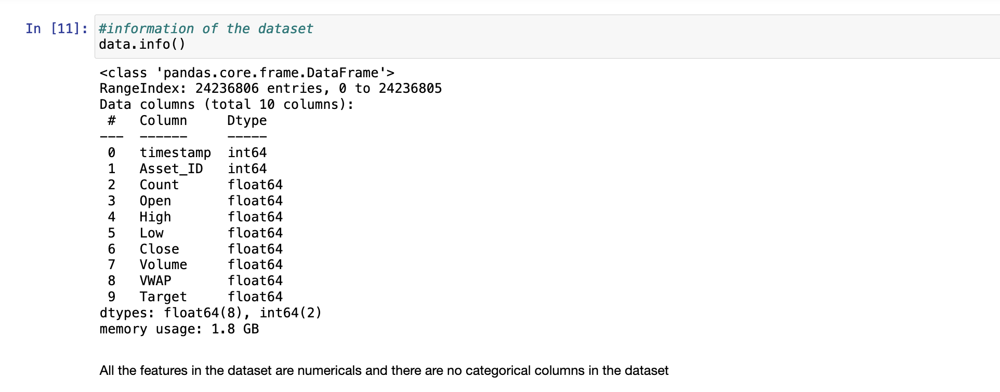 In [11]: #information of the dataset
data.info()
<class 'pandas.core.frame.DataFrame'>
RangeIndex: 24236806 entries, 0 to 24236805
Data columns (total 10 columns):
 #   Column     Dtype
---  ------     -----
 0   timestamp  int64
 1   Asset_ID   int64
 2   Count      float64
 3   Open       float64
 4   High       float64
 5   Low        float64
 6   Close      float64
 7   Volume     float64
 8   VWAP       float64
 9   Target     float64
dtypes: float64(8), int64(2)
memory usage: 1.8 GB
All the features in the dataset are numericals and there are no categorical columns in the dataset